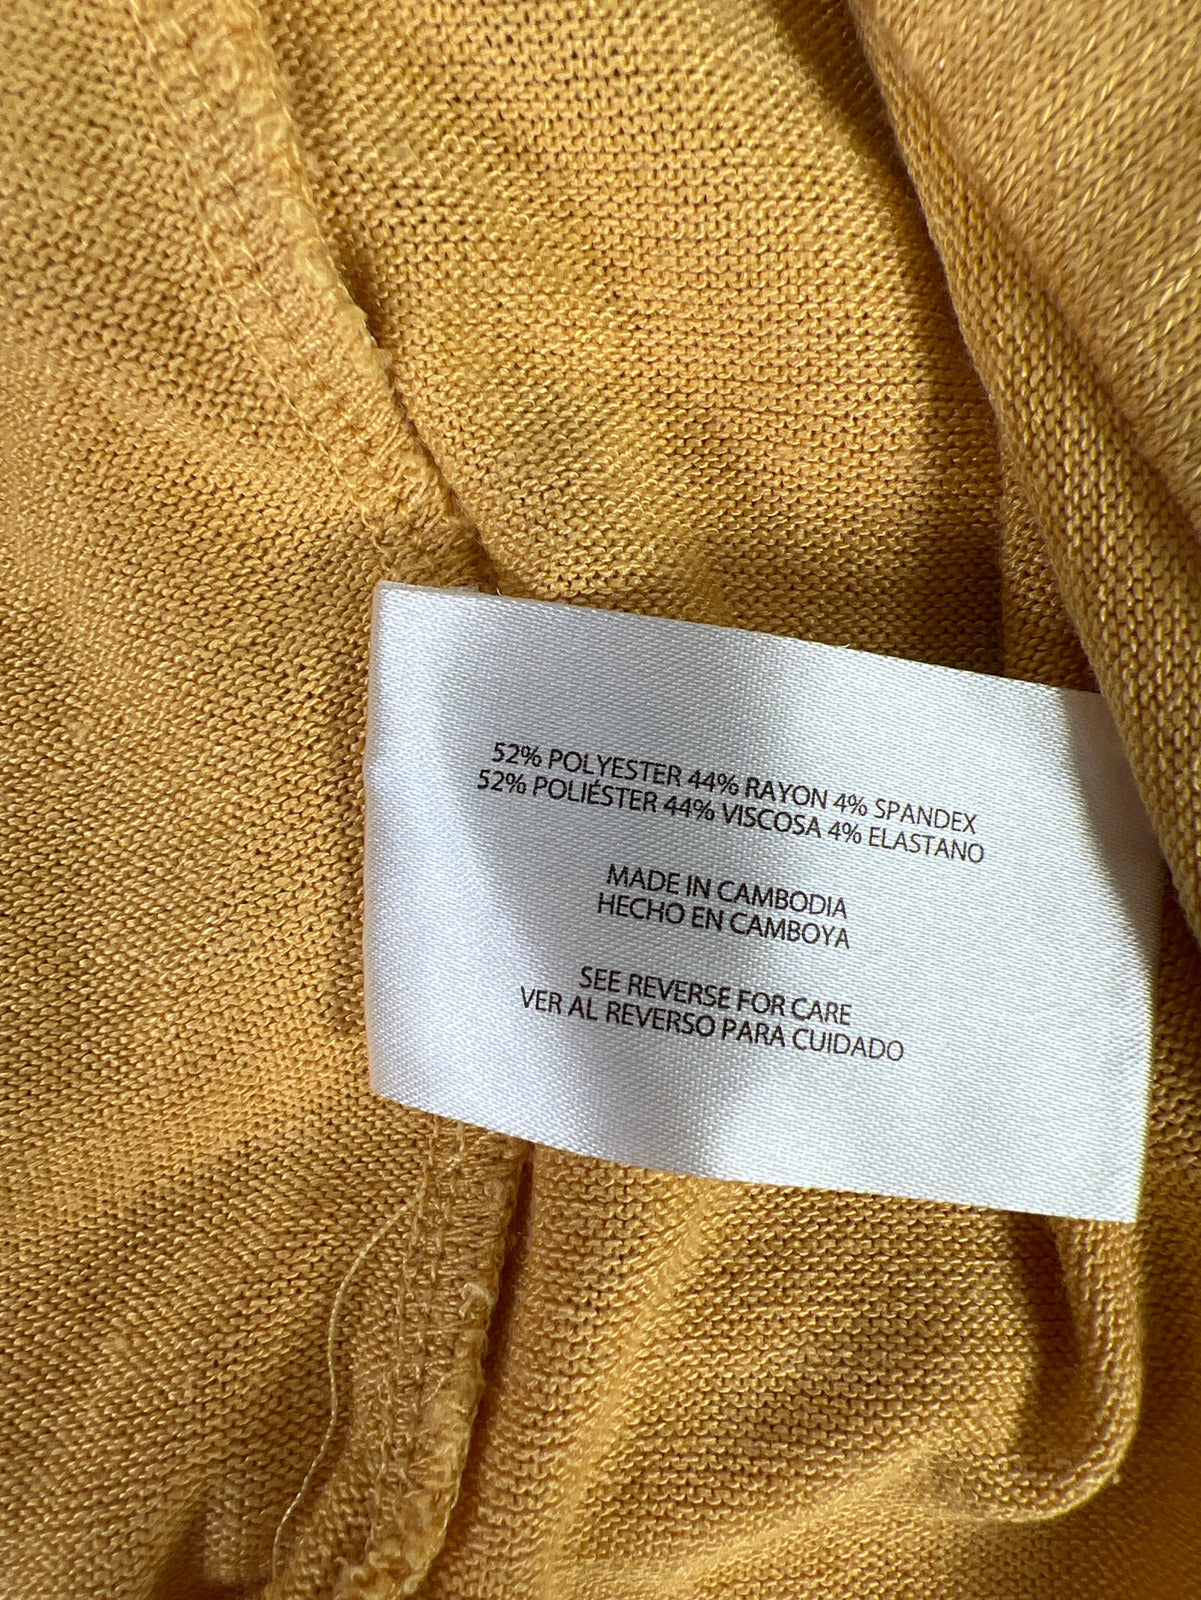 52% POLYESTER 44% RAYON 4% SPANDEX
52% POLIÉSTER 44% VISCOSA 4% ELASTANO
MADE IN CAMBODIA
HECHO EN CAMBOYA
SEE REVERSE FOR CARE
VER AL REVERSO PARA CUIDADO